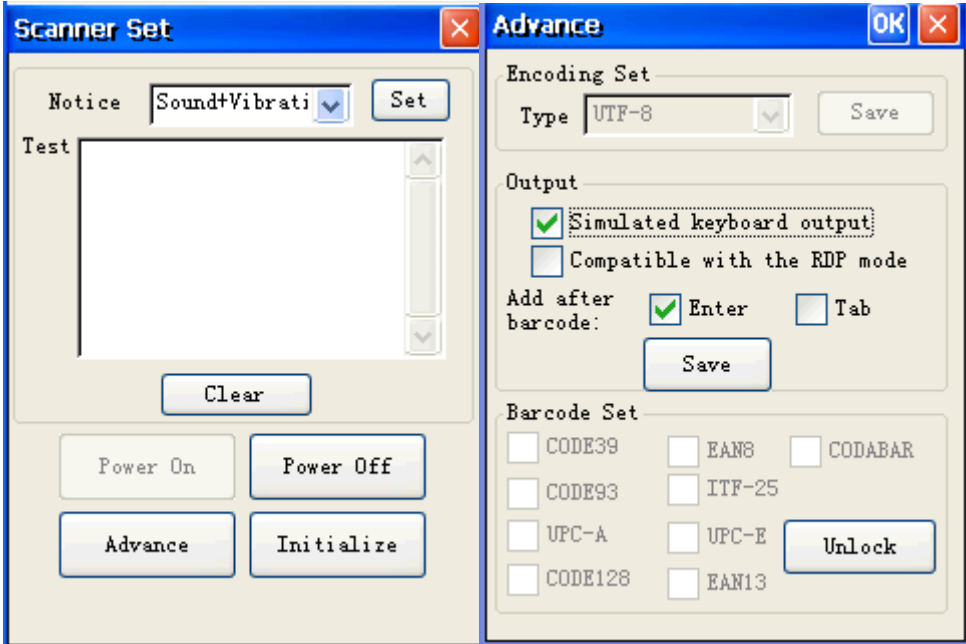 Scanner Set
Notice Sound+Vibrati Set
Test
Clear
Power On Power Off
Advance Initialize
Advance OK
Encoding Set
Type UTF-8 Save
Output
Simulated keyboard output
Compatible with the RDP mode
Add after
barcode: Enter Tab
Save
Barcode Set
CODE39 EAN8 CODABAR
CODE93 ITF-25
UPC-A UPC-E Unlock
CODE128 EAN13